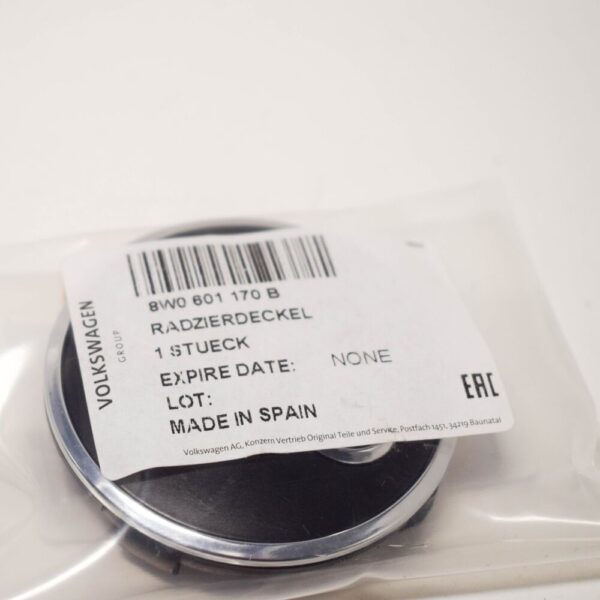 VOLKSWAGEN
GROUP
8W0 601 170 B
RADZIERDECKEL
1 STUECK
EXPIRE DATE: NONE
LOT:
MADE IN SPAIN
EAC
Volkswagen AG, Konzern Vertrieb Original Teile und Service, Postfach 1451, 34219 Baunatal